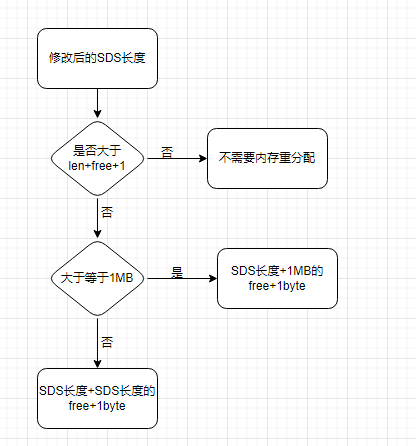 修改后的SDS长度
是否大于
len+free+1
否
不需要内存重分配
否
大于等于1MB
是
SDS长度+1MB的
free+1byte
否
SDS长度+SDS长度的
free+1byte